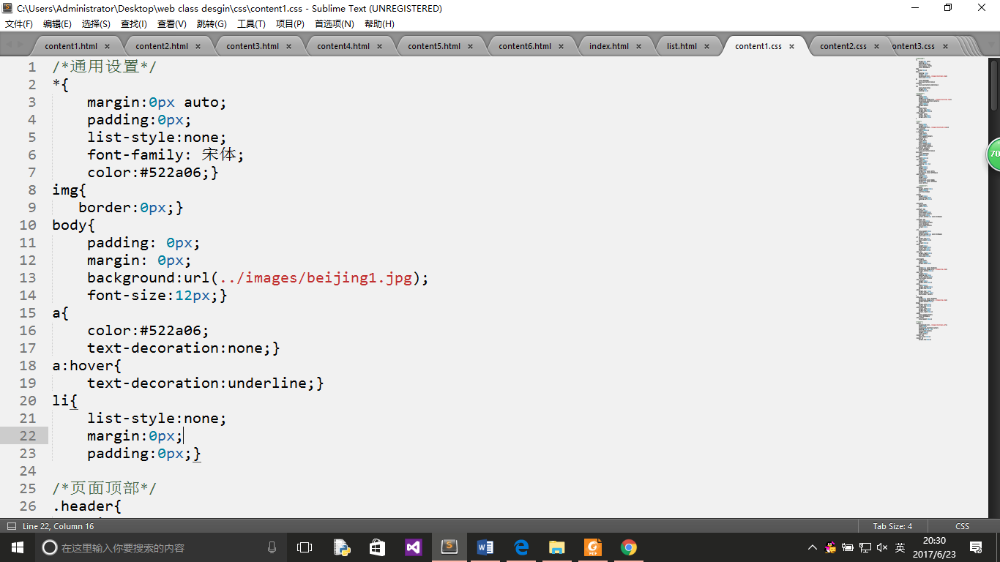 C:\Users\Administrator\Desktop\web class desgin\css\content1.css - Sublime Text (UNREGISTERED)
文件(F) 编辑(E) 选择(S) 查找(I) 查看(V) 跳转(G) 工具(T) 项目(P) 首选项(N) 帮助(H)
content1.html × content2.html × content3.html × content4.html × content5.html × content6.html × index.html × list.html × content1.css × content2.css × ontent3.css ×
1 /*通用设置*/
2 *{
3 margin:0px auto;
4 padding:0px;
5 list-style:none;
6 font-family: 宋体;
7 color:#522a06;}
8 img{
9 border:0px;}
10 body{
11 padding: 0px;
12 margin: 0px;
13 background:url(../images/beijing1.jpg);
14 font-size:12px;}
15 a{
16 color:#522a06;
17 text-decoration:none;}
18 a:hover{
19 text-decoration:underline;}
20 li{
21 list-style:none;
22 margin:0px;
23 padding:0px;}
24
25 /*页面顶部*/
26 .header{
70
Line 22, Column 16 Tab Size: 4 CSS
在这里输入你要搜索的内容
英 20:30
2017/6/23